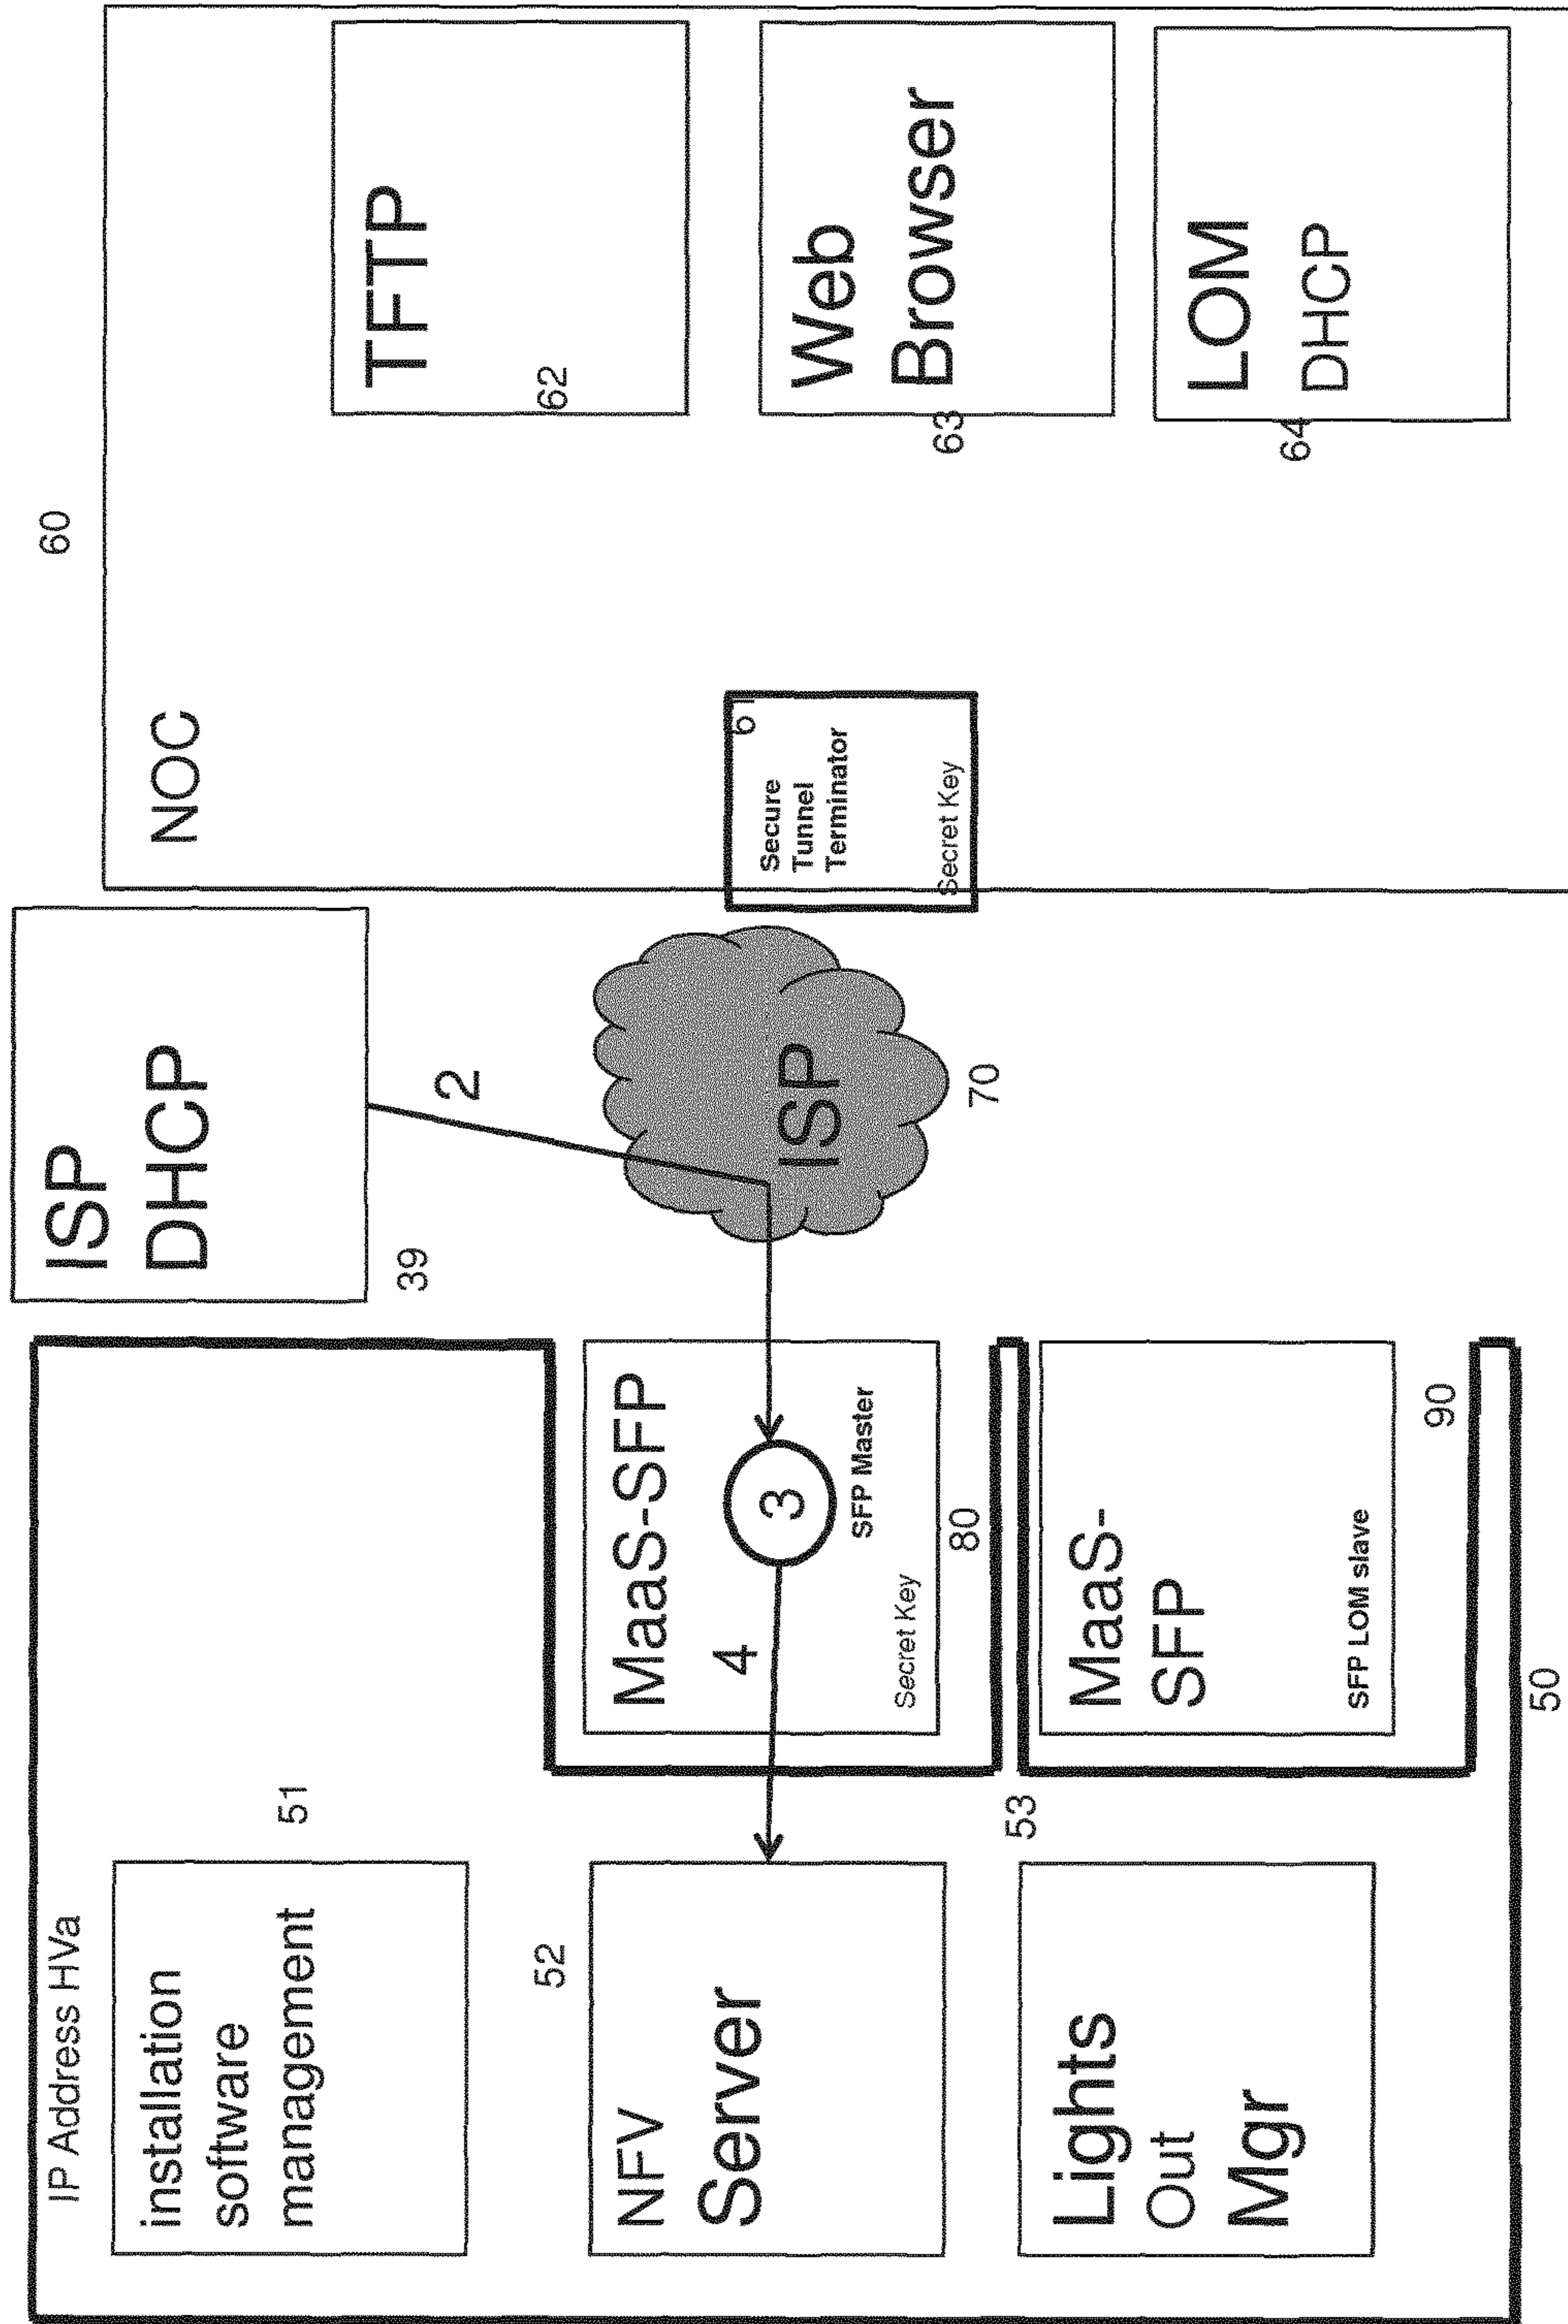 IP Address HVa
installation
software
management
51
NFV
Server
52
Lights
Out
Mgr
53
MaaS-SFP
4
3
SFP Master
Secret Key
80
MaaS-
SFP
SFP LOM slave
90
50
ISP
DHCP
39
2
ISP
70
60
NOC
61
Secure
Tunnel
Terminator
Secret Key
TFTP
62
Web
Browser
63
LOM
DHCP
64